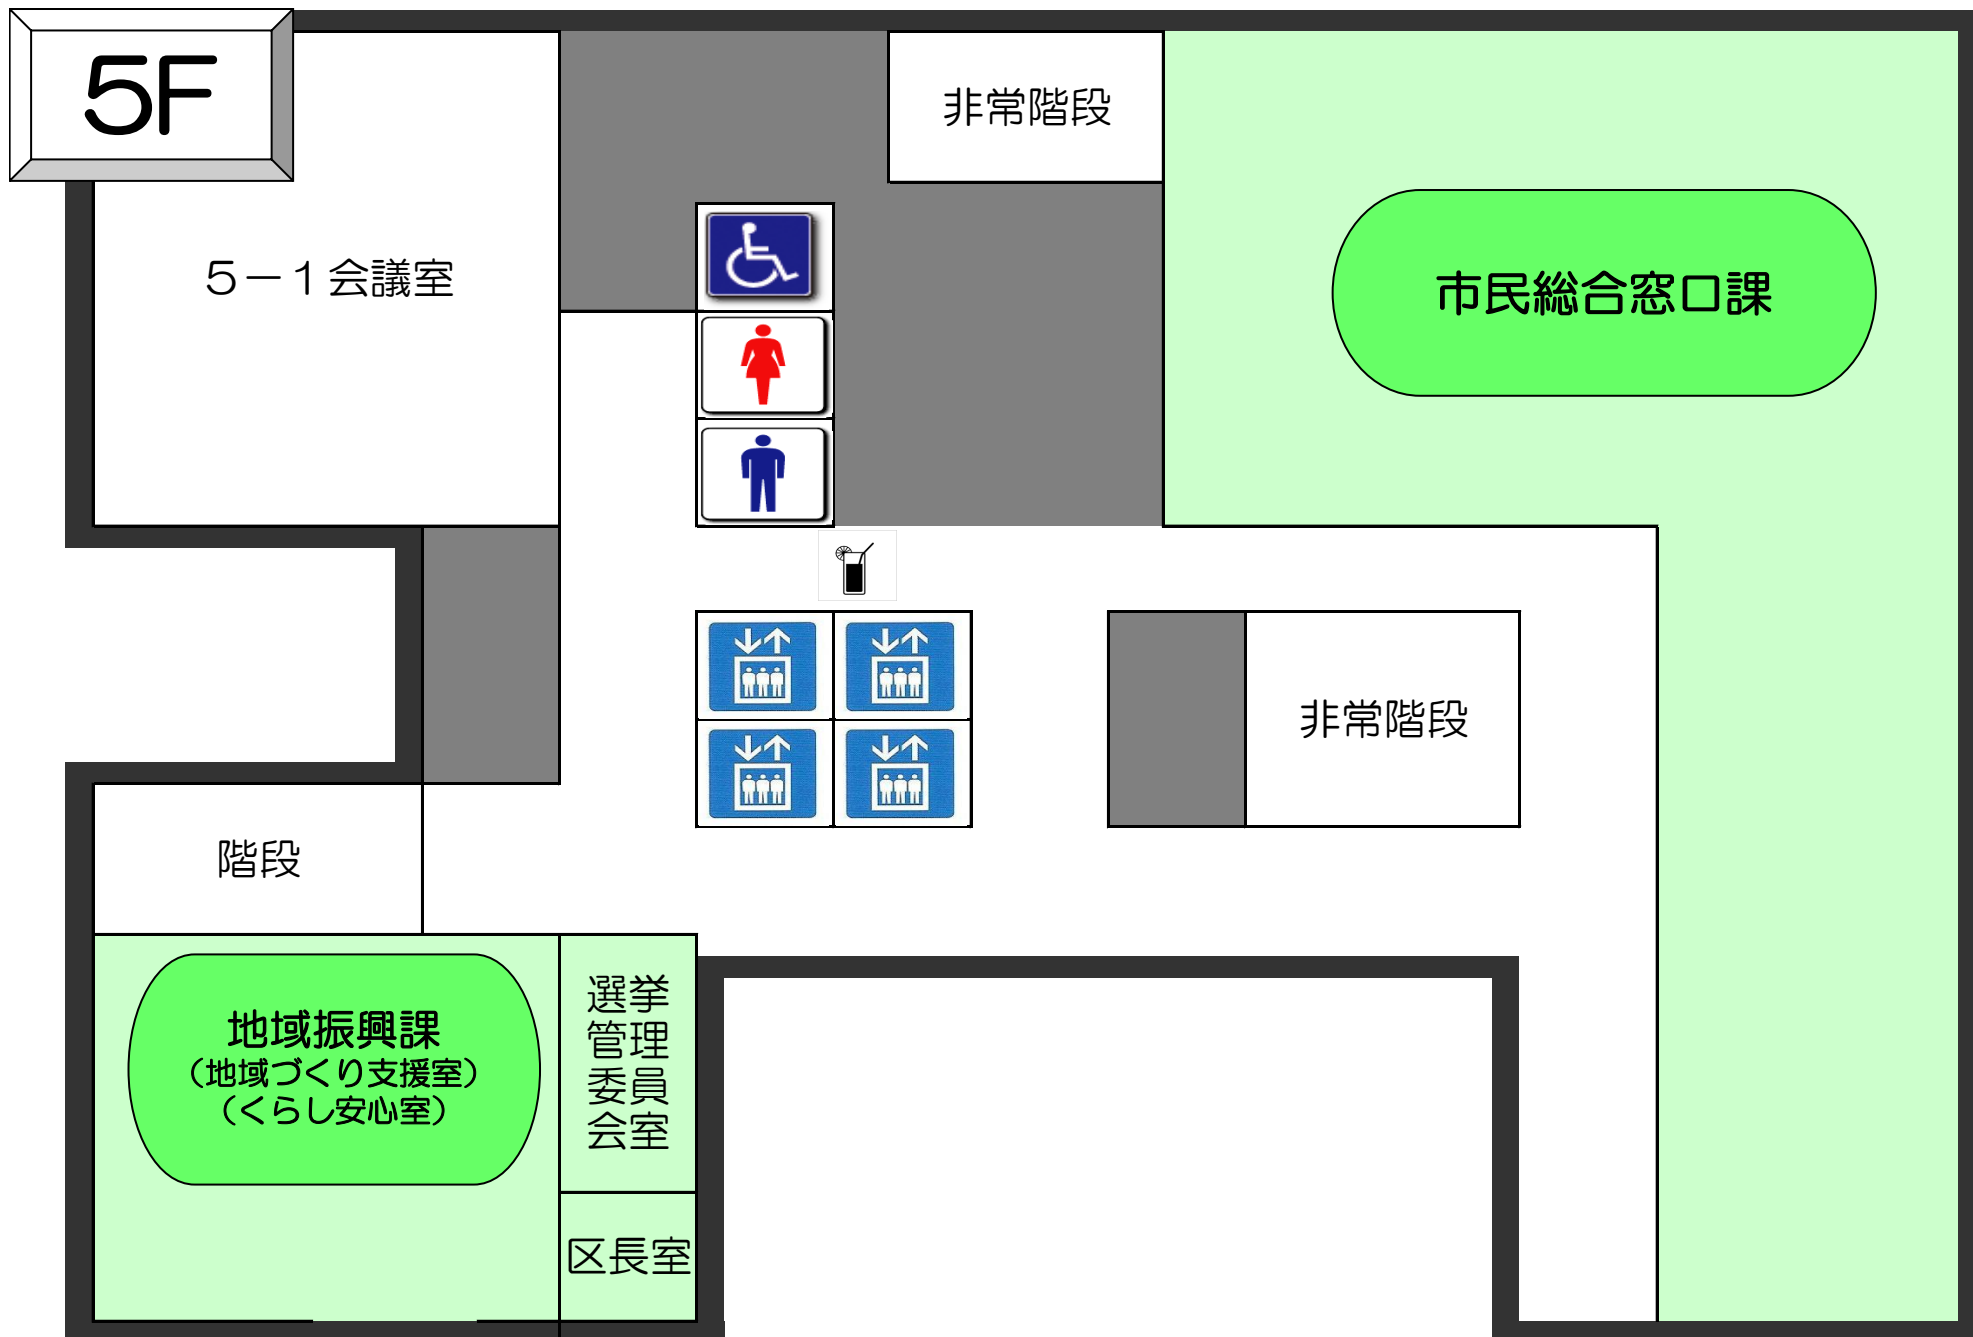 5F
非常階段
5－1会議室
市民総合窓口課
非常階段
階段
地域振興課
（地域づくり支援室）
（くらし安心室）
選挙
管理
委員
会室
区長室